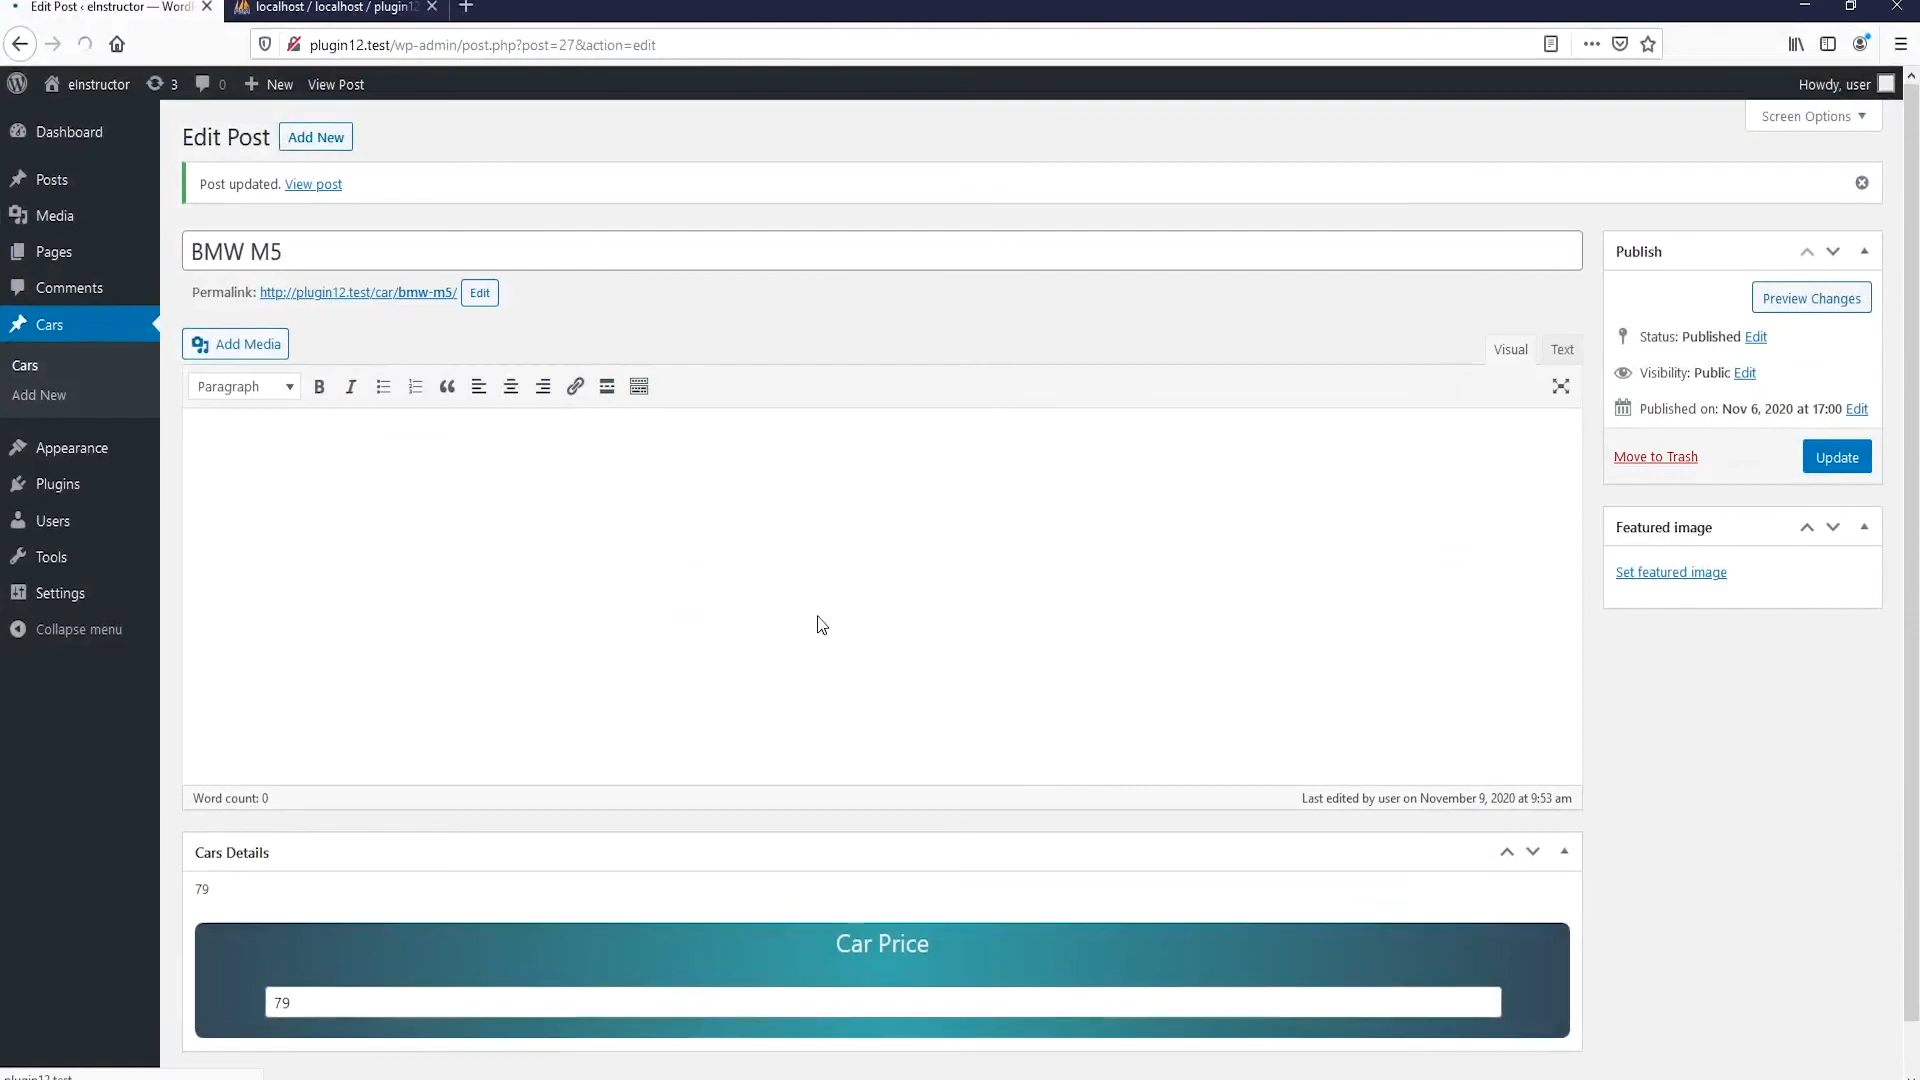 Edit Post ‹ eInstructor — Word
localhost / localhost / plugin12
plugin12.test/wp-admin/post.php?post=27&action=edit
eInstructor
3
0
New
View Post
Howdy, user
Dashboard
Posts
Media
Pages
Comments
Cars
Cars
Add New
Appearance
Plugins
Users
Tools
Settings
Collapse menu
Screen Options
Edit Post
Add New
Post updated. View post
BMW M5
Permalink: http://plugin12.test/car/bmw-m5/
Edit
Add Media
Visual
Text
Paragraph
B
I
Word count: 0
Last edited by user on November 9, 2020 at 9:53 am
Cars Details
79
Car Price
79
Publish
Preview Changes
Status: Published Edit
Visibility: Public Edit
Published on: Nov 6, 2020 at 17:00 Edit
Move to Trash
Update
Featured image
Set featured image
plugin12.test